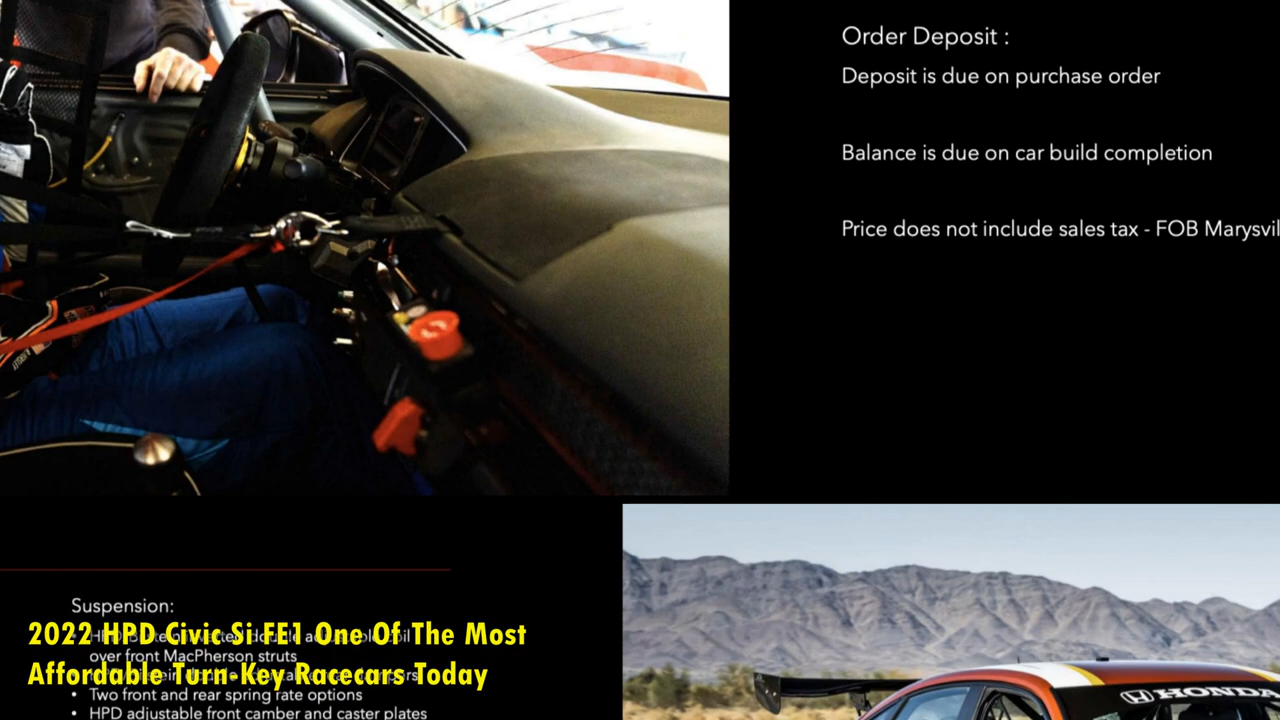 Order Deposit :
Deposit is due on purchase order
Balance is due on car build completion
Price does not include sales tax - FOB
Suspension:
2022 HPD Civic Si FE1 One Of The Most
over front MacPherson struts
Affordable Turn-Key Racecars Today
• Two front and rear spring rate options
• HPD adjustable front camber and caster plates
HONDA